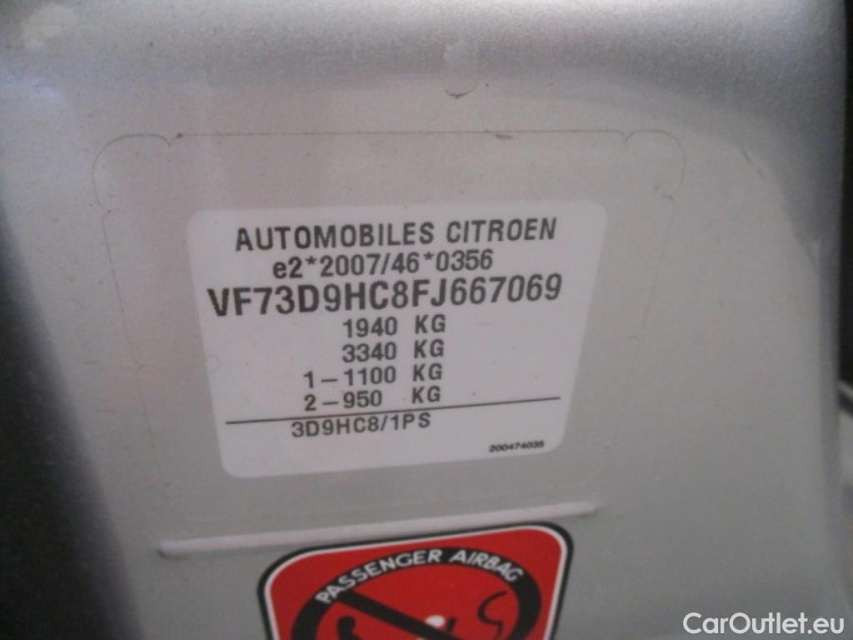 AUTOMOBILES CITROEN
e2*2007/46*0356
VF73D9HC8FJ667069
1940 KG
3340 KG
1-1100 KG
2-950 KG
3D9HC8/1PS
200474035
PASSENGER AIRBAG
CarOutlet.eu